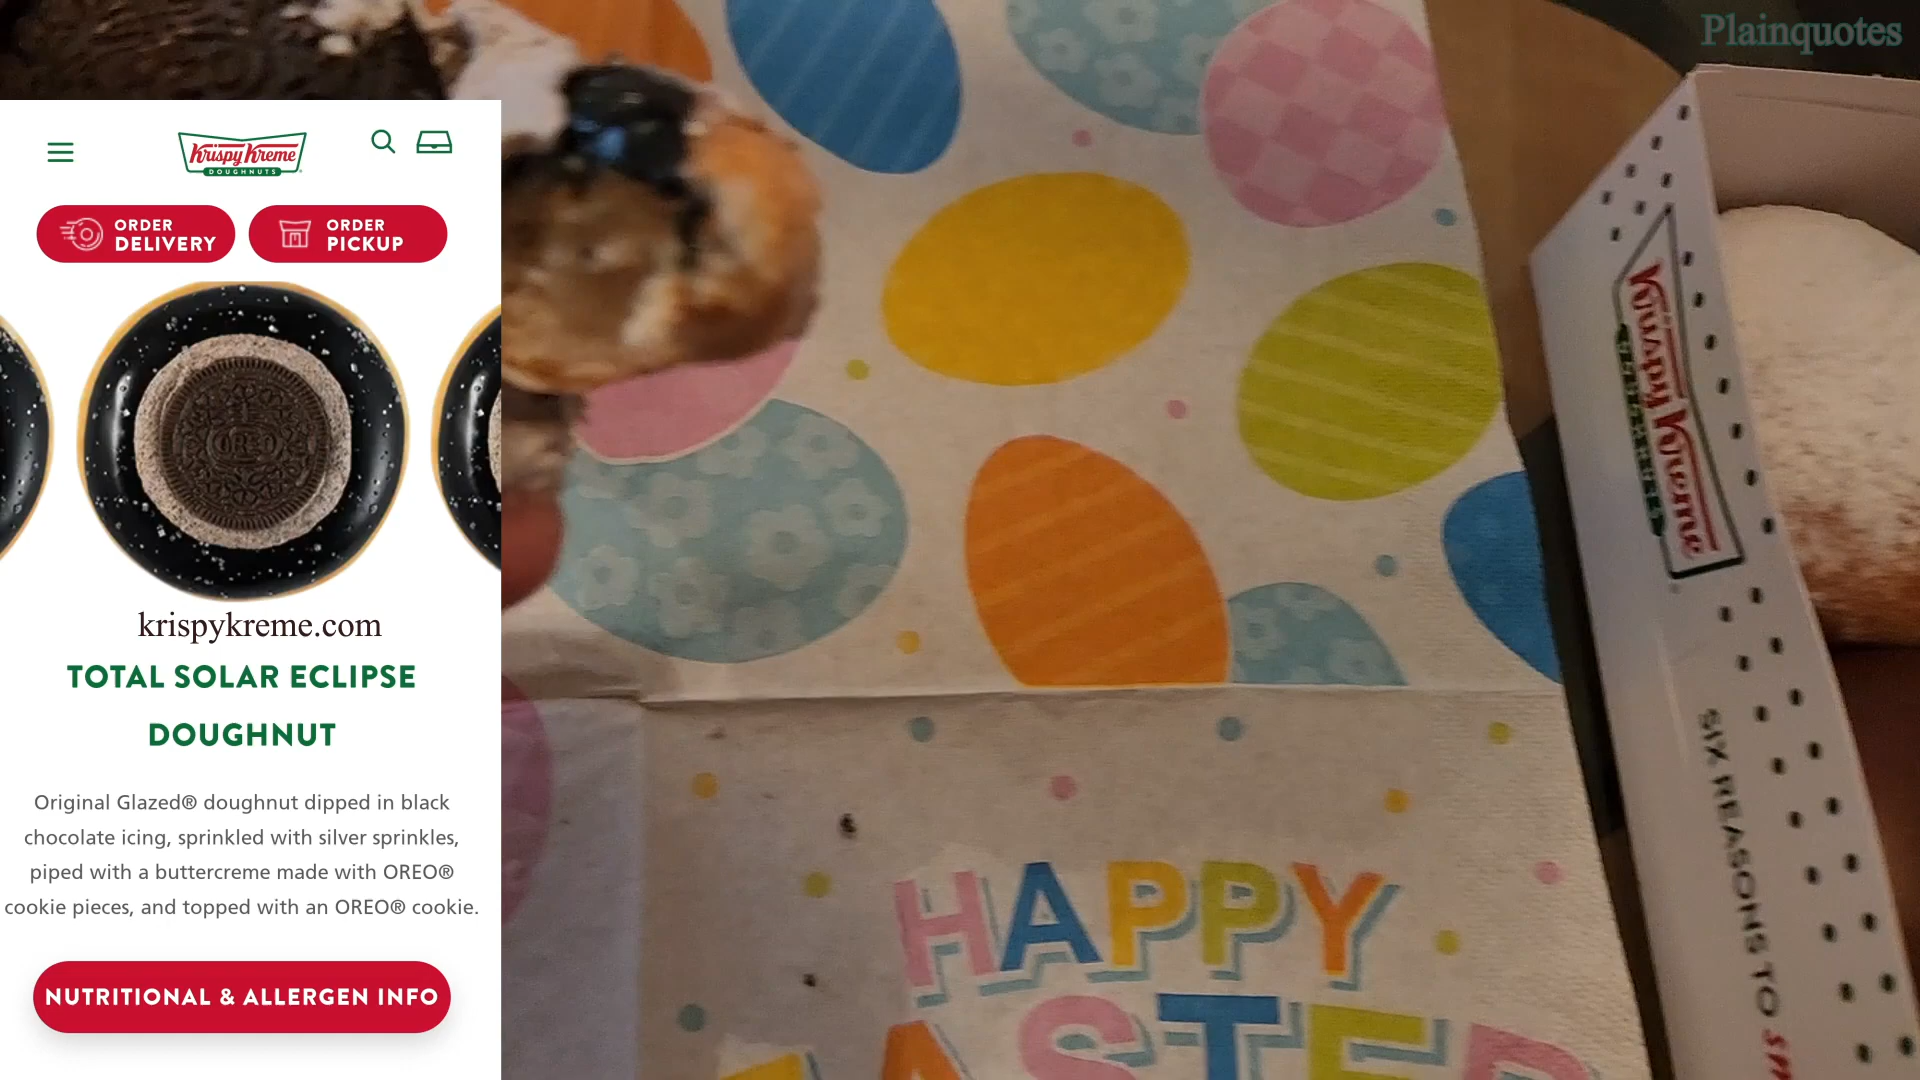 Plainquotes
Krispy Kreme
DOUGHNUTS
ORDER
DELIVERY
ORDER
PICKUP
OREO
krispykreme.com
TOTAL SOLAR ECLIPSE
DOUGHNUT
Original Glazed® doughnut dipped in black
chocolate icing, sprinkled with silver sprinkles,
piped with a buttercreme made with OREO®
cookie pieces, and topped with an OREO® cookie.
NUTRITIONAL & ALLERGEN INFO
HAPPY
EASTER
Krispy Kreme
DOUGHNUTS
SIX REASONS TO